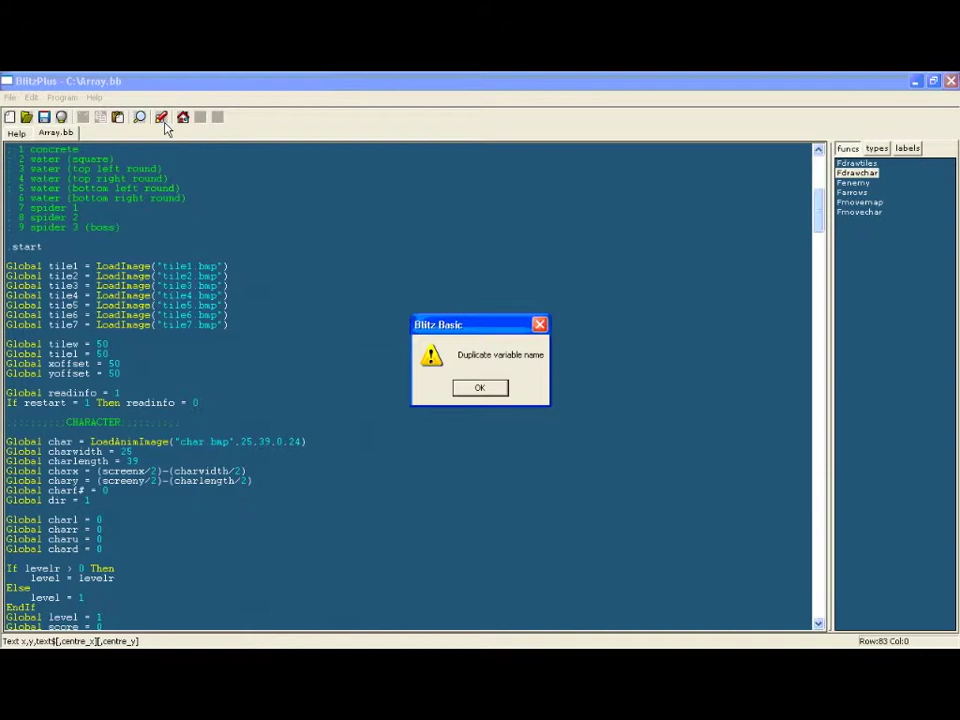 BlitzPlus - C:\Array.bb
File Edit Program Help
Help Array.bb
; 1 concrete
; 2 water (square)
; 3 water (top left round)
; 4 water (top right round)
; 5 water (bottom left round)
; 6 water (bottom right round)
; 7 spider 1
; 8 spider 2
; 9 spider 3 (boss)
.start
Global tile1 = LoadImage("tile1.bmp")
Global tile2 = LoadImage("tile2.bmp")
Global tile3 = LoadImage("tile3.bmp")
Global tile4 = LoadImage("tile4.bmp")
Global tile5 = LoadImage("tile5.bmp")
Global tile6 = LoadImage("tile6.bmp")
Global tile7 = LoadImage("tile7.bmp")
Global tilew = 50
Global tilel = 50
Global xoffset = 50
Global yoffset = 50
Global readinfo = 1
If restart = 1 Then readinfo = 0
;;;;;;;;;;CHARACTER;;;;;;;;;;
Global char = LoadAnimImage("char.bmp",25,39,0,24)
Global charwidth = 25
Global charlength = 39
Global charx = (screenx/2)-(charwidth/2)
Global chary = (screeny/2)-(charlength/2)
Global charf# = 0
Global dir = 1
Global charl = 0
Global charr = 0
Global charu = 0
Global chard = 0
If levelr > 0 Then
level = levelr
Else
level = 1
EndIf
Global level = 1
Global score = 0
Blitz Basic
Duplicate variable name
OK
funcs types labels
Fdrawtiles
Fdrawchar
Fenemy
Farrows
Fmovemap
Fmovechar
Text x,y,text$[,centre_x][,centre_y]
Row:83 Col:0